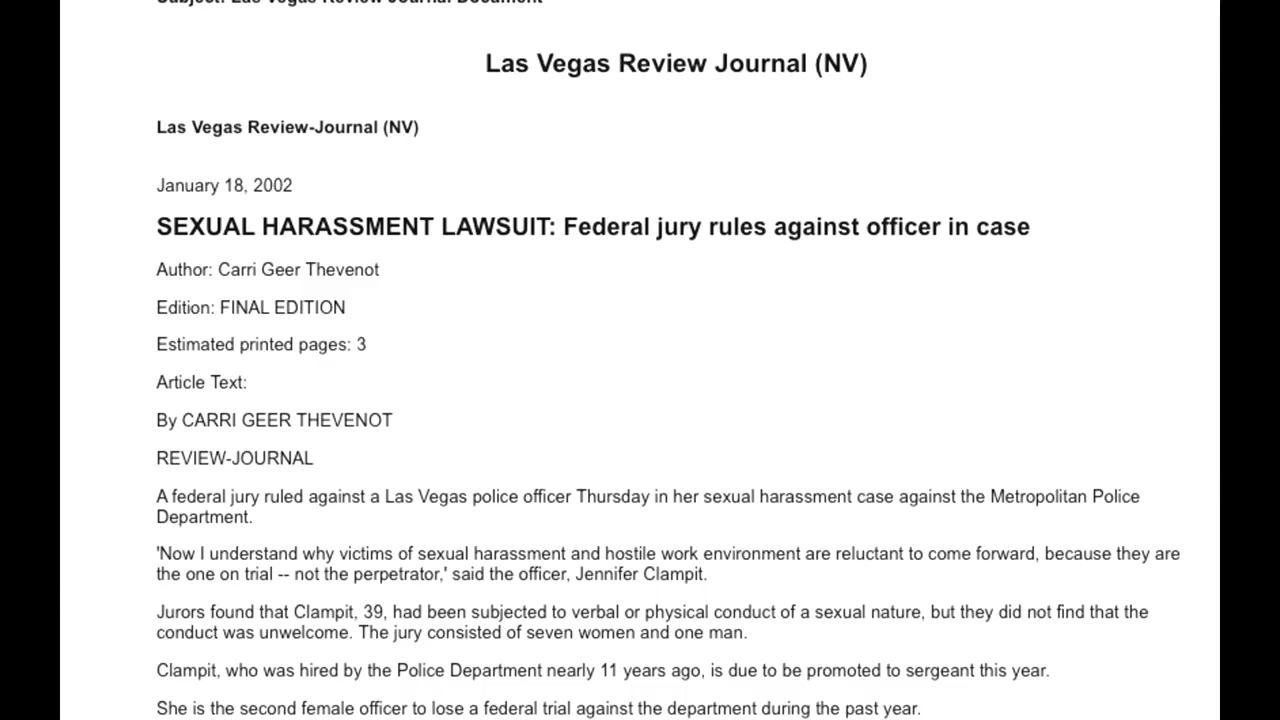 Subject: Las Vegas Review Journal Document
Las Vegas Review Journal (NV)
Las Vegas Review-Journal (NV)
January 18, 2002
SEXUAL HARASSMENT LAWSUIT: Federal jury rules against officer in case
Author: Carri Geer Thevenot
Edition: FINAL EDITION
Estimated printed pages: 3
Article Text:
By CARRI GEER THEVENOT
REVIEW-JOURNAL
A federal jury ruled against a Las Vegas police officer Thursday in her sexual harassment case against the Metropolitan Police
Department.
'Now I understand why victims of sexual harassment and hostile work environment are reluctant to come forward, because they are
the one on trial -- not the perpetrator,' said the officer, Jennifer Clampit.
Jurors found that Clampit, 39, had been subjected to verbal or physical conduct of a sexual nature, but they did not find that the
conduct was unwelcome. The jury consisted of seven women and one man.
Clampit, who was hired by the Police Department nearly 11 years ago, is due to be promoted to sergeant this year.
She is the second female officer to lose a federal trial against the department during the past year.